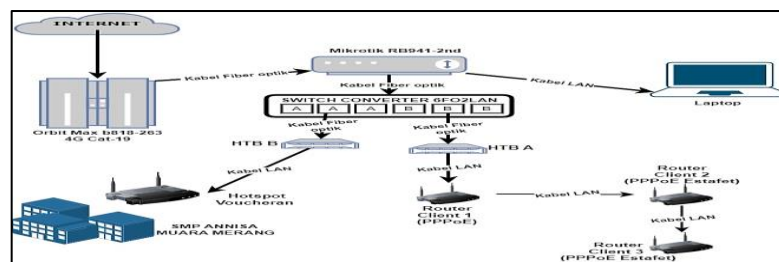 INTERNET
Mikrotik RB941-2nd
Kabel Fiber optik
Kabel Fiber optik
Kabel LAN
SWITCH CONVERTER 6FO2LAN
A A A B B B
Orbit Max b818-263
4G Cat-19
Laptop
Kabel Fiber
optik
Kabel Fiber
optik
HTB B
HTB A
Kabel LAN
Kabel LAN
Hotspot
Voucheran
Router
Client 1
(PPPoE)
Kabel LAN
Router
Client 2
(PPPoE Estafet)
Kabel LAN
SMP ANNISA
MUARA MERANG
Router
Client 3
(PPPoE Estafet)